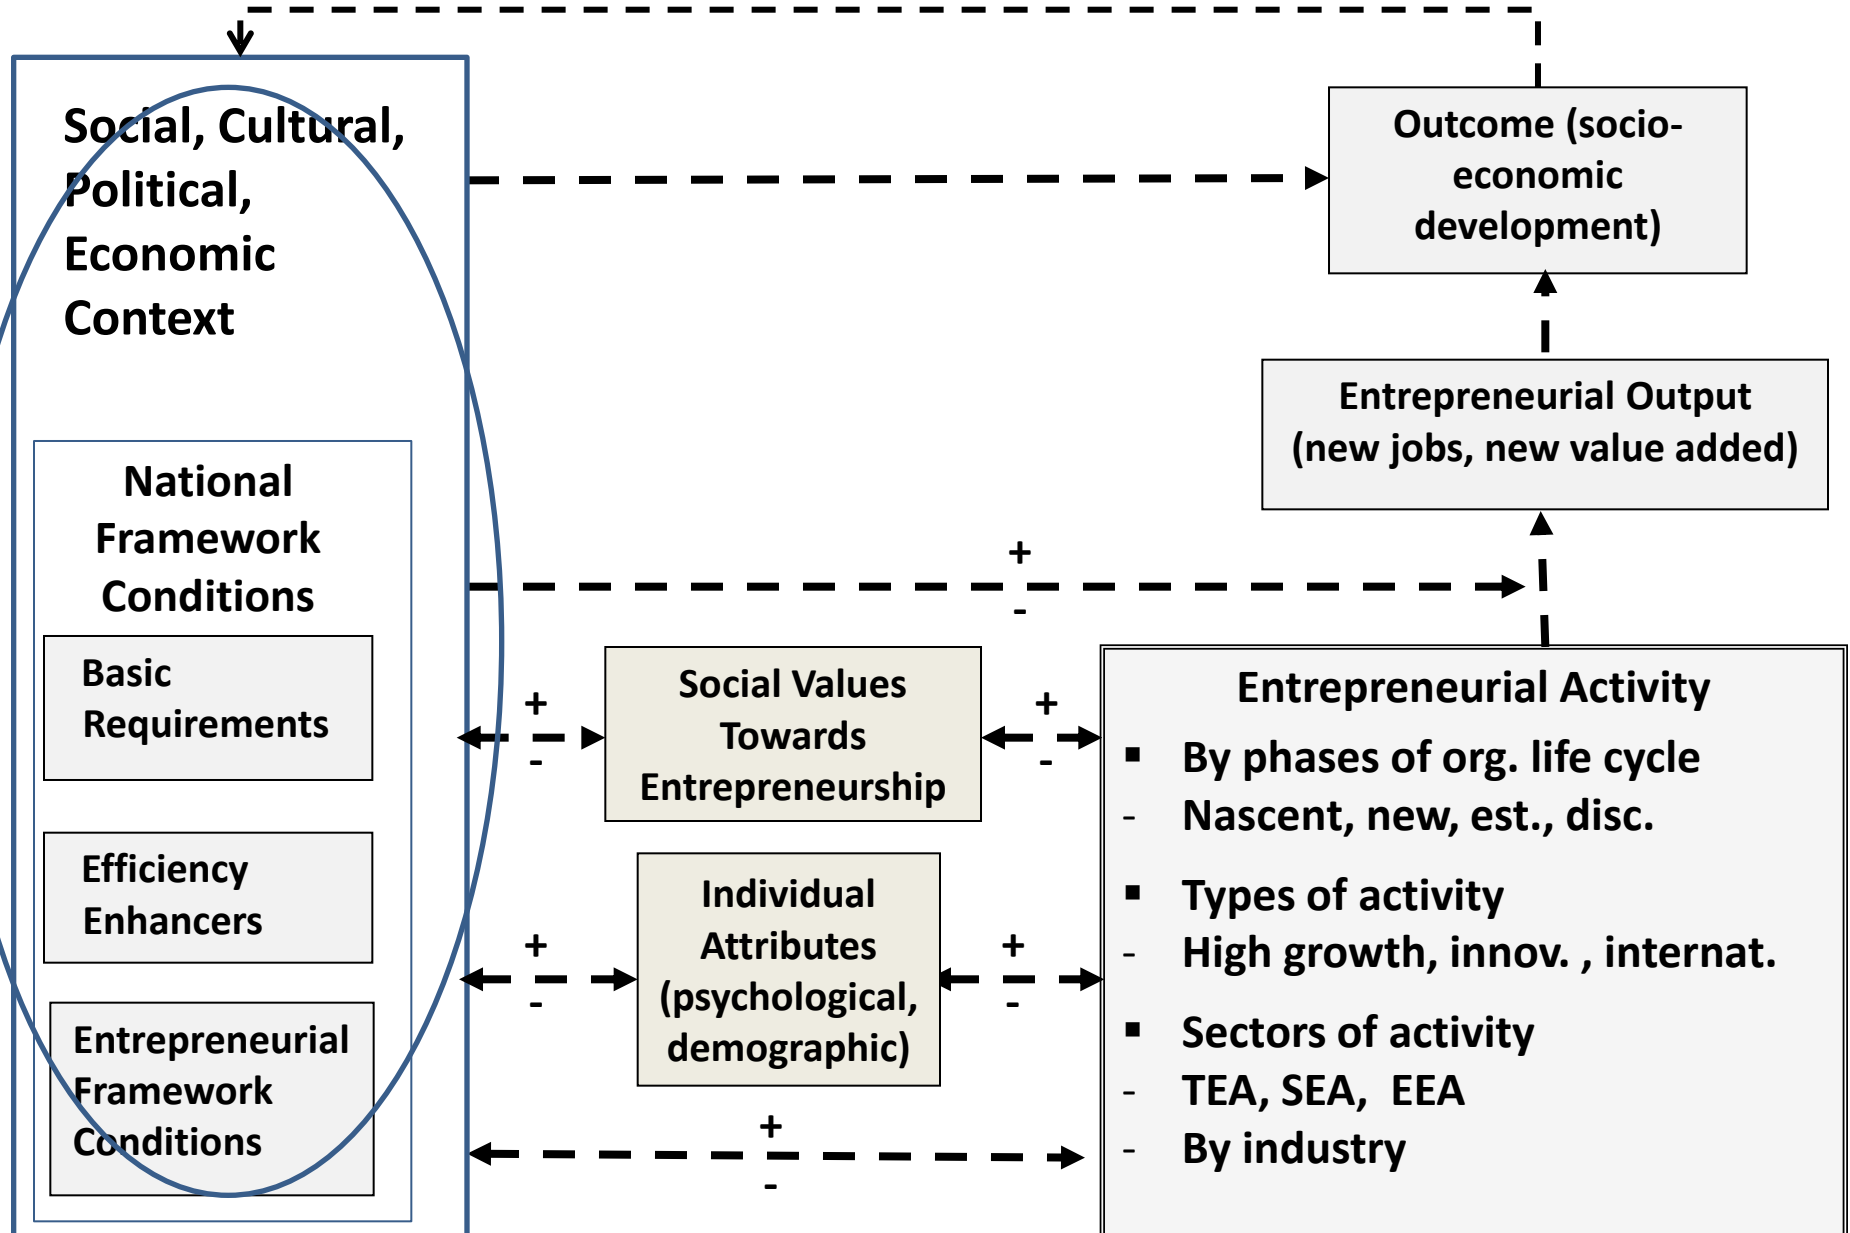 Social, Cultural,
Political,
Economic
Context
National
Framework
Conditions
Basic
Requirements
Efficiency
Enhancers
Entrepreneurial
Framework
Conditions
+
-
Social Values
Towards
Entrepreneurship
+
-
+
-
Individual
Attributes
(psychological,
demographic)
+
-
+
-
+
-
Outcome (socio-
economic
development)
Entrepreneurial Output
(new jobs, new value added)
Entrepreneurial Activity
▪ By phases of org. life cycle
- Nascent, new, est., disc.
▪ Types of activity
- High growth, innov. , internat.
▪ Sectors of activity
- TEA, SEA, EEA
- By industry